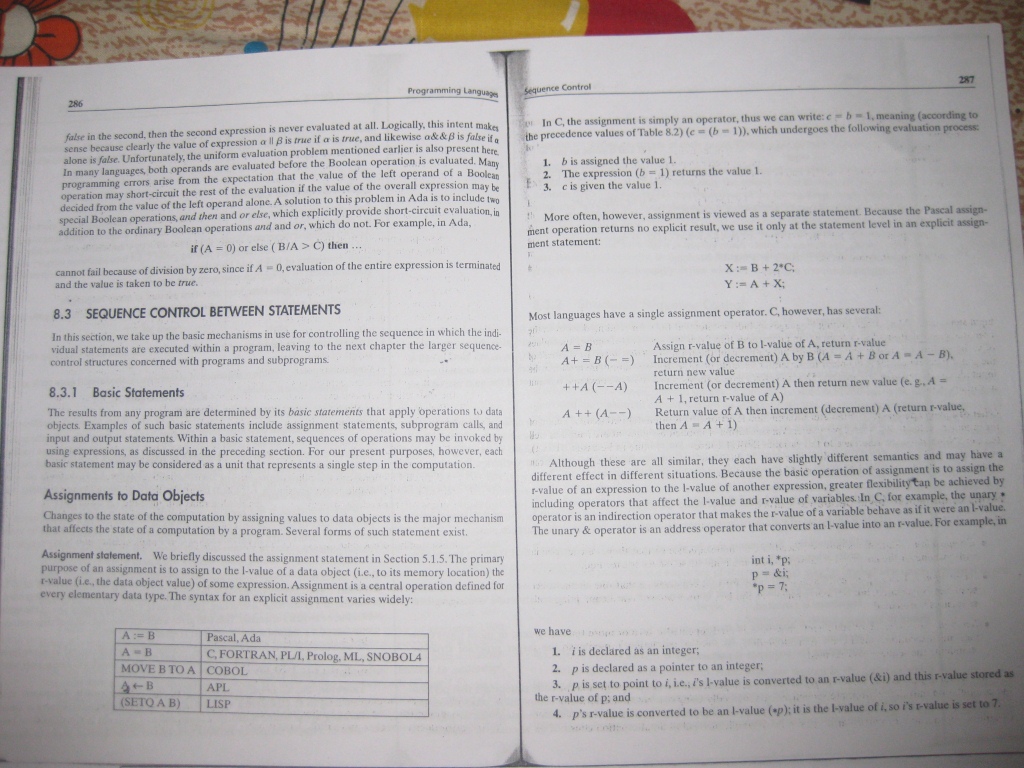 286
Programming Languages
false in the second, then the second expression is never evaluated at all. Logically, this intent makes
sense because clearly the value of expression α || β is true if α is true, and likewise α&&β is false if α
alone is false. Unfortunately, the uniform evaluation problem mentioned earlier is also present here.
In many languages, both operands are evaluated before the Boolean operation is evaluated. Many
programming errors arise from the expectation that the value of the left operand of a Boolean
operation may short-circuit the rest of the evaluation if the value of the overall expression may be
decided from the value of the left operand alone. A solution to this problem in Ada is to include two
special Boolean operations, and then and or else, which explicitly provide short-circuit evaluation, in
addition to the ordinary Boolean operations and and or, which do not. For example, in Ada,
if (A = 0) or else ( B/A > C) then ...
cannot fail because of division by zero, since if A = 0, evaluation of the entire expression is terminated
and the value is taken to be true.
8.3 SEQUENCE CONTROL BETWEEN STATEMENTS
In this section, we take up the basic mechanisms in use for controlling the sequence in which the indi-
vidual statements are executed within a program, leaving to the next chapter the larger sequence-
control structures concerned with programs and subprograms.
8.3.1 Basic Statements
The results from any program are determined by its basic statements that apply operations to data
objects. Examples of such basic statements include assignment statements, subprogram calls, and
input and output statements. Within a basic statement, sequences of operations may be invoked by
using expressions, as discussed in the preceding section. For our present purposes, however, each
basic statement may be considered as a unit that represents a single step in the computation.
Assignments to Data Objects
Changes to the state of the computation by assigning values to data objects is the major mechanism
that affects the state of a computation by a program. Several forms of such statement exist.
Assignment statement. We briefly discussed the assignment statement in Section 5.1.5. The primary
purpose of an assignment is to assign to the l-value of a data object (i.e., to its memory location) the
r-value (i.e., the data object value) of some expression. Assignment is a central operation defined for
every elementary data type. The syntax for an explicit assignment varies widely:
A := B Pascal, Ada
A = B C, FORTRAN, PL/I, Prolog, ML, SNOBOL4
MOVE B TO A COBOL
A ← B APL
(SETQ A B) LISP
Sequence Control
287
In C, the assignment is simply an operator, thus we can write: c = b = 1, meaning (according to
the precedence values of Table 8.2) (c = (b = 1)), which undergoes the following evaluation process:
1. b is assigned the value 1.
2. The expression (b = 1) returns the value 1.
3. c is given the value 1.
More often, however, assignment is viewed as a separate statement. Because the Pascal assign-
ment operation returns no explicit result, we use it only at the statement level in an explicit assign-
ment statement:
X := B + 2*C;
Y := A + X;
Most languages have a single assignment operator. C, however, has several:
A = B Assign r-value of B to l-value of A, return r-value
A+ = B (− =) Increment (or decrement) A by B (A = A + B or A = A − B),
return new value
++A (−−A) Increment (or decrement) A then return new value (e. g., A =
A + 1, return r-value of A)
A ++ (A−−) Return value of A then increment (decrement) A (return r-value,
then A = A + 1)
Although these are all similar, they each have slightly different semantics and may have a
different effect in different situations. Because the basic operation of assignment is to assign the
r-value of an expression to the l-value of another expression, greater flexibility can be achieved by
including operators that affect the l-value and r-value of variables. In C, for example, the unary *
operator is an indirection operator that makes the r-value of a variable behave as if it were an l-value.
The unary & operator is an address operator that converts an l-value into an r-value. For example, in
int i, *p;
p = &i;
*p = 7;
we have
1. i is declared as an integer;
2. p is declared as a pointer to an integer;
3. p is set to point to i, i.e., i's l-value is converted to an r-value (&i) and this r-value stored as
the r-value of p; and
4. p's r-value is converted to be an l-value (*p); it is the l-value of i, so i's r-value is set to 7.